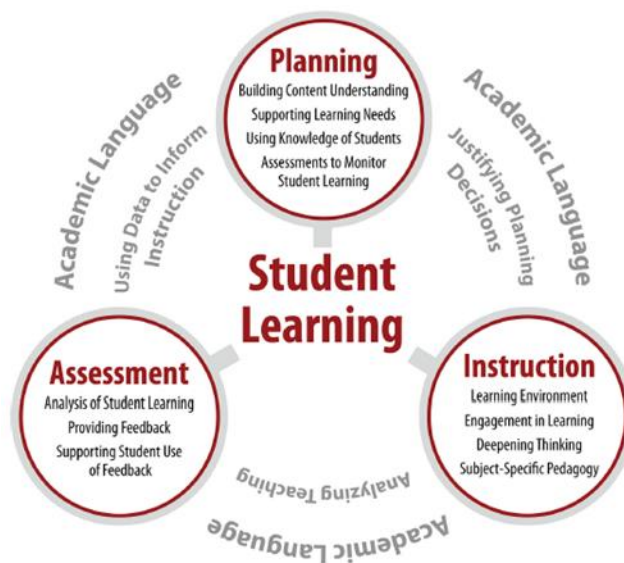 Planning
Building Content Understanding
Supporting Learning Needs
Using Knowledge of Students
Assessments to Monitor
Student Learning
Academic Language
Using Data to Inform
Instruction
Academic Language
Justifying Planning
Decisions
Student
Learning
Assessment
Analysis of Student Learning
Providing Feedback
Supporting Student Use
of Feedback
Instruction
Learning Environment
Engagement in Learning
Deepening Thinking
Subject-Specific Pedagogy
Analyzing Teaching
Academic Language